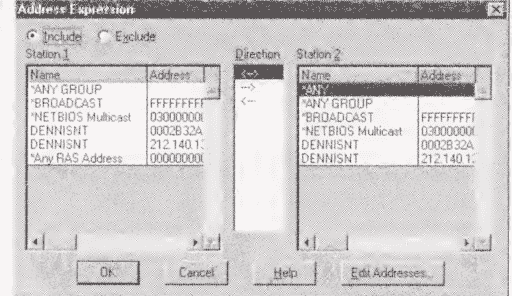 Address Expression
Include Exclude
Station 1 Direction Station 2
Name Address
*ANY GROUP
*BROADCAST FFFFFFFFF
*NETBIOS Multicast 03000000
DENNISNT 0002B32A
DENNISNT 212.140.13
*Any RAS Address 00000000
<-->
-->
<--
Name Address
*ANY
*ANY GROUP
*BROADCAST FFFFFFFFF
*NETBIOS Multicast 03000000
DENNISNT 0002B32A
DENNISNT 212.140.13
OK Cancel Help Edit Addresses...